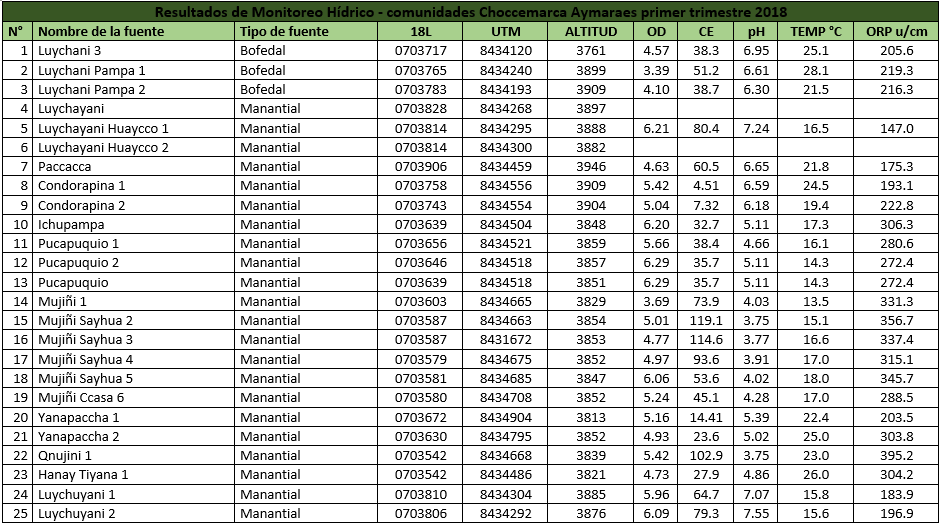 Resultados de Monitoreo Hídrico - comunidades Choccemarca Aymaraes primer trimestre 2018
N° Nombre de la fuente Tipo de fuente 18L UTM ALTITUD OD CE pH TEMP °C ORP u/cm
1 Luychani 3 Bofedal 0703717 8434120 3761 4.57 38.3 6.95 25.1 205.6
2 Luychani Pampa 1 Bofedal 0703765 8434240 3899 3.39 51.2 6.61 28.1 219.3
3 Luychani Pampa 2 Bofedal 0703783 8434193 3909 4.10 38.7 6.30 21.5 216.3
4 Luychayani Manantial 0703828 8434268 3897
5 Luychayani Huaycco 1 Manantial 0703814 8434295 3888 6.21 80.4 7.24 16.5 147.0
6 Luychayani Huaycco 2 Manantial 0703814 8434300 3882
7 Paccacca Manantial 0703906 8434459 3946 4.63 60.5 6.65 21.8 175.3
8 Condorapina 1 Manantial 0703758 8434556 3909 5.42 4.51 6.59 24.5 193.1
9 Condorapina 2 Manantial 0703743 8434554 3904 5.04 7.32 6.18 19.4 222.8
10 Ichupampa Manantial 0703639 8434504 3848 6.20 32.7 5.11 17.3 306.3
11 Pucapuquio 1 Manantial 0703656 8434521 3859 5.66 38.4 4.66 16.1 280.6
12 Pucapuquio 2 Manantial 0703646 8434518 3857 6.29 35.7 5.11 14.3 272.4
13 Pucapuquio Manantial 0703639 8434518 3851 6.29 35.7 5.11 14.3 272.4
14 Mujiñi 1 Manantial 0703603 8434665 3829 3.69 73.9 4.03 13.5 331.3
15 Mujiñi Sayhua 2 Manantial 0703587 8434663 3854 5.01 119.1 3.75 15.1 356.7
16 Mujiñi Sayhua 3 Manantial 0703587 8431672 3853 4.77 114.6 3.77 16.6 337.4
17 Mujiñi Sayhua 4 Manantial 0703579 8434675 3852 4.97 93.6 3.91 17.0 315.1
18 Mujiñi Sayhua 5 Manantial 0703581 8434685 3847 6.06 53.6 4.02 18.0 345.7
19 Mujiñi Ccasa 6 Manantial 0703580 8434708 3852 5.24 45.1 4.28 17.0 288.5
20 Yanapaccha 1 Manantial 0703672 8434904 3813 5.16 14.41 5.39 22.4 203.5
21 Yanapaccha 2 Manantial 0703630 8434795 3852 4.93 23.6 5.02 25.0 303.8
22 Qnujini 1 Manantial 0703542 8434668 3839 5.42 102.9 3.75 23.0 395.2
23 Hanay Tiyana 1 Manantial 0703542 8434486 3821 4.73 27.9 4.86 26.0 304.2
24 Luychuyani 1 Manantial 0703810 8434304 3885 5.96 64.7 7.07 15.8 183.9
25 Luychuyani 2 Manantial 0703806 8434292 3876 6.09 79.3 7.55 15.6 196.9